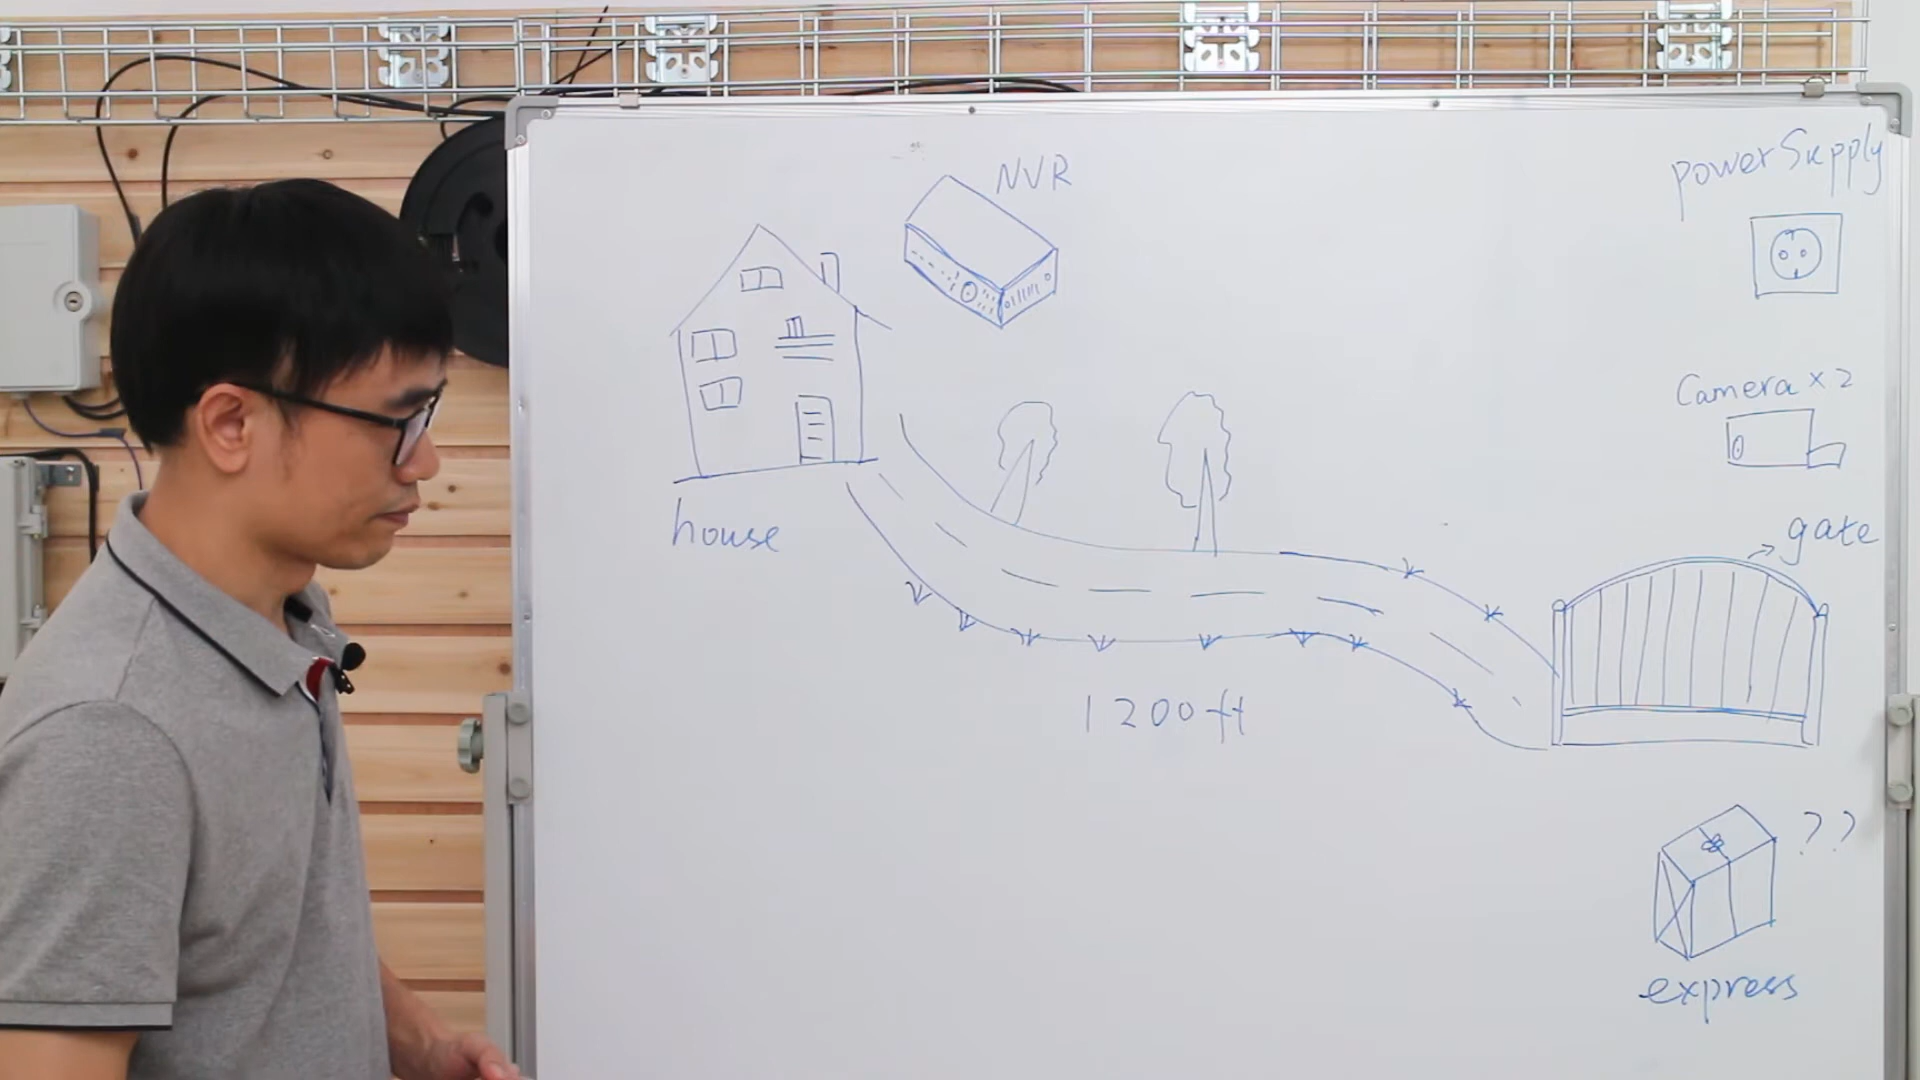 NVR
power Supply
Camera × 2
house
gate
1200ft
??
express